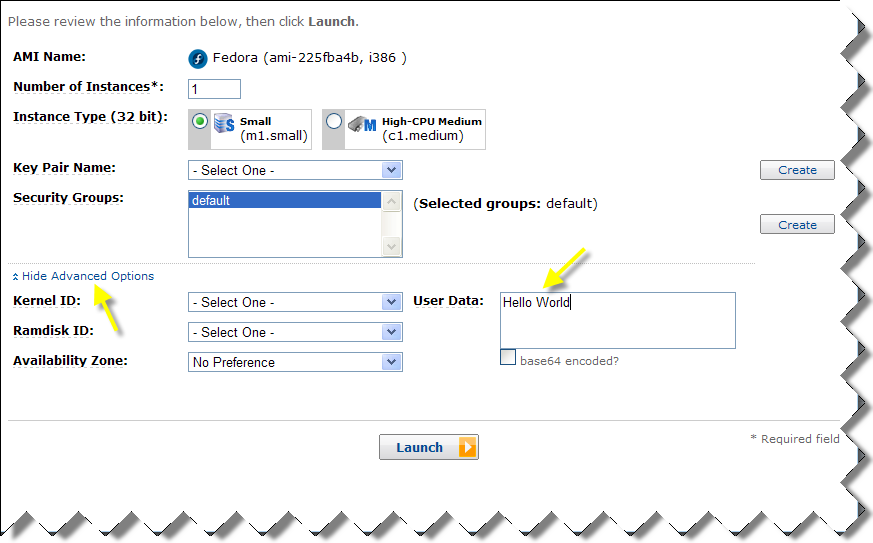 Please review the information below, then click Launch.
AMI Name: Fedora (ami-225fba4b, i386 )
Number of Instances*: 1
Instance Type (32 bit): S Small (m1.small) M High-CPU Medium (c1.medium)
Key Pair Name: - Select One - Create
Security Groups: default (Selected groups: default)
Create
Hide Advanced Options
Kernel ID: - Select One - User Data: Hello World
Ramdisk ID: - Select One -
Availability Zone: No Preference base64 encoded?
* Required field
Launch